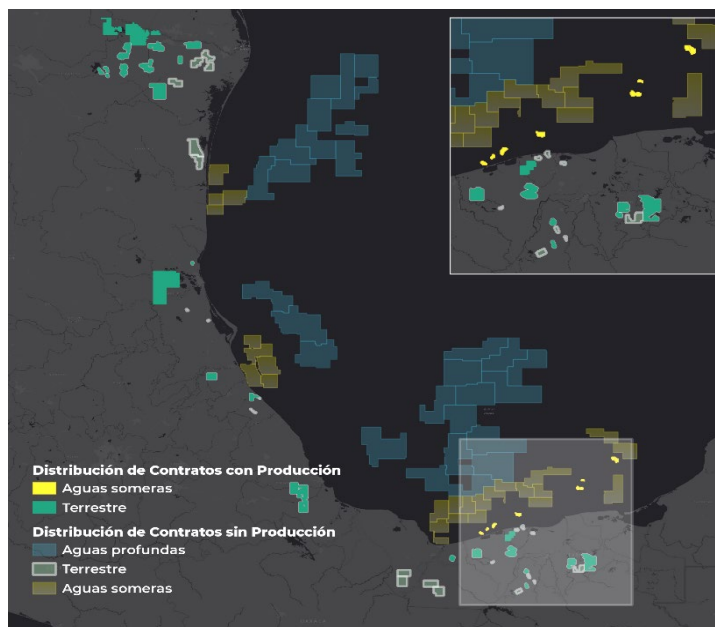 Distribución de Contratos con Producción
Aguas someras
Terrestre
Distribución de Contratos sin Producción
Aguas profundas
Terrestre
Aguas someras